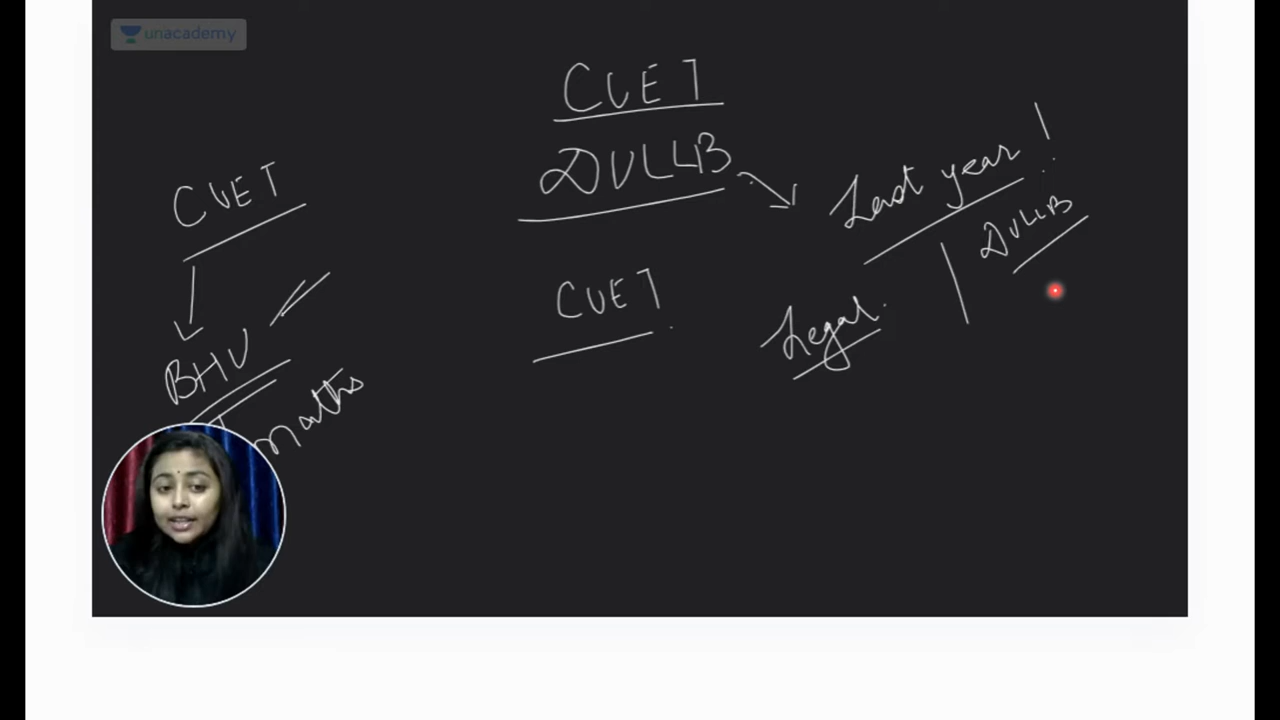 unacademy
CUET
DULLB
Last year!
DULLB
CUET
BHU
Maths
CUET
Legal.